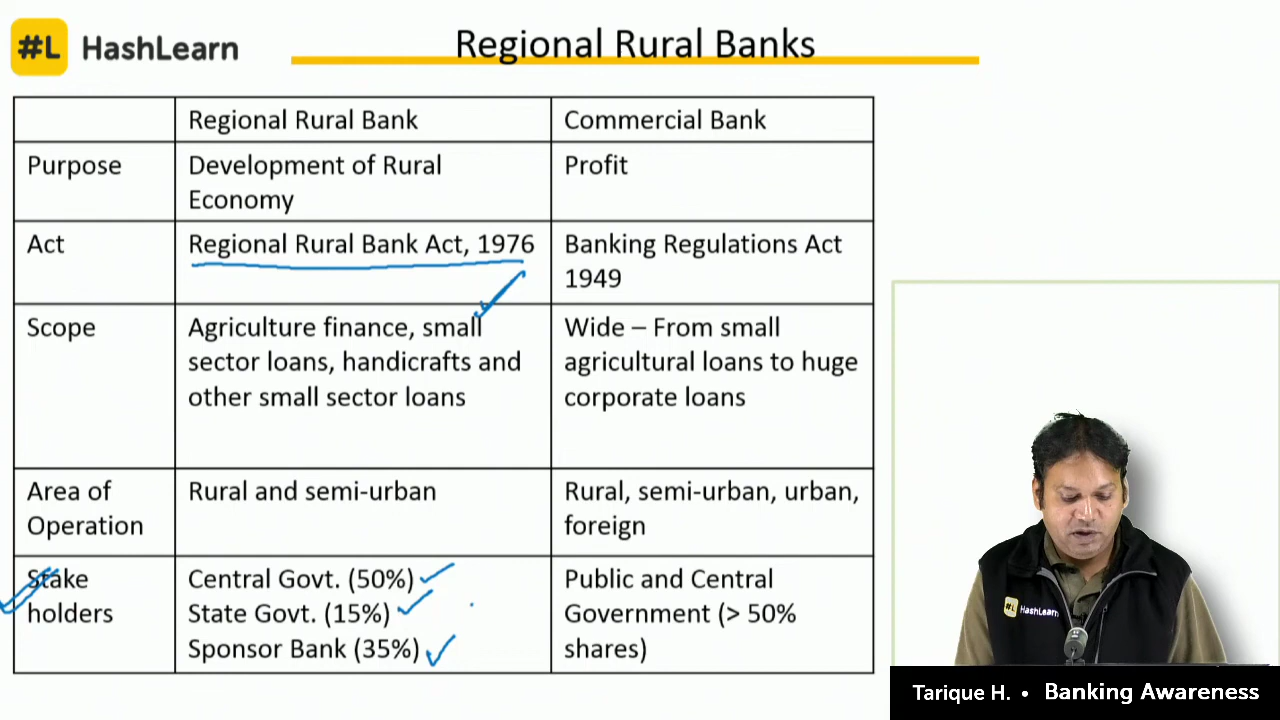 #L HashLearn
Regional Rural Banks
Regional Rural Bank
Commercial Bank
Purpose
Development of Rural
Economy
Profit
Act
Regional Rural Bank Act, 1976
Banking Regulations Act
1949
Scope
Agriculture finance, small
sector loans, handicrafts and
other small sector loans
Wide – From small
agricultural loans to huge
corporate loans
Area of
Operation
Rural and semi-urban
Rural, semi-urban, urban,
foreign
Stake
holders
Central Govt. (50%)
State Govt. (15%)
Sponsor Bank (35%)
Public and Central
Government (> 50%
shares)
#L HashLearn
Tarique H. • Banking Awareness